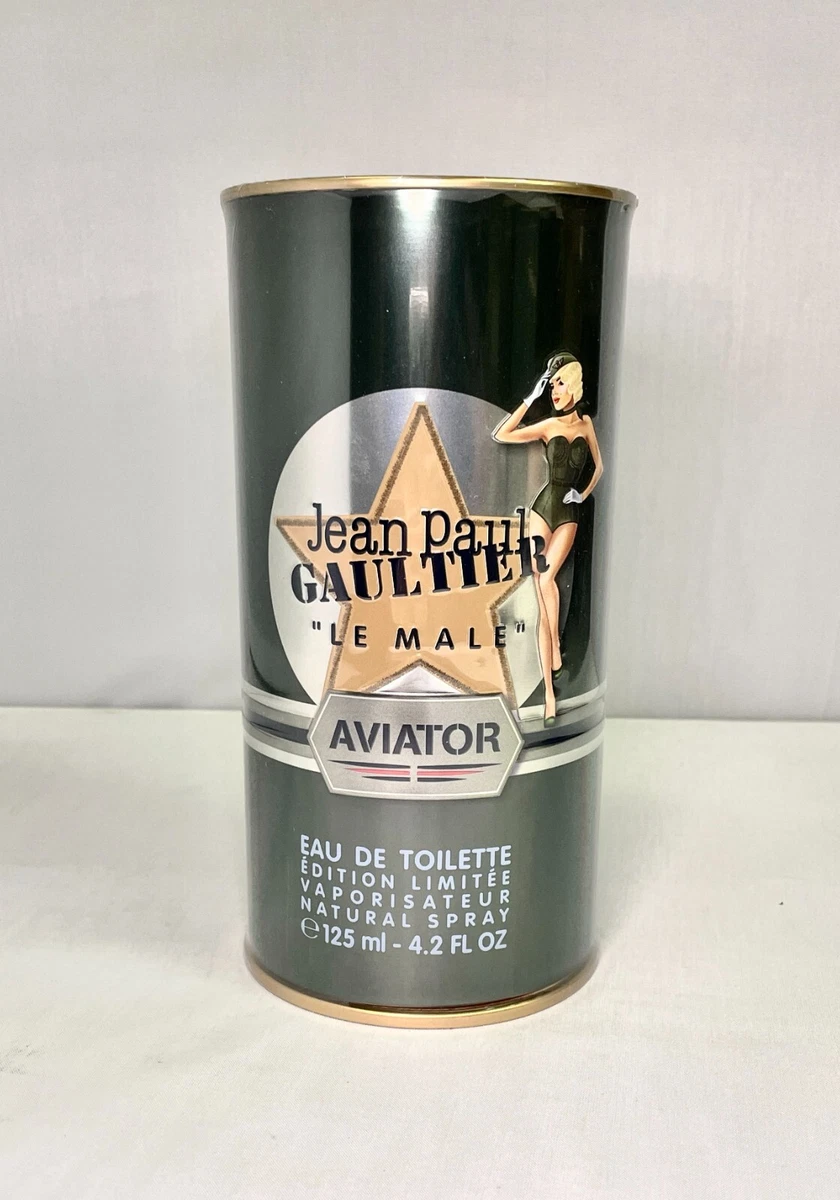 Jean Paul
GAULTIER
"LE MALE"
AVIATOR
EAU DE TOILETTE
ÉDITION LIMITÉE
VAPORISATEUR
NATURAL SPRAY
℮ 125 ml - 4.2 FL OZ